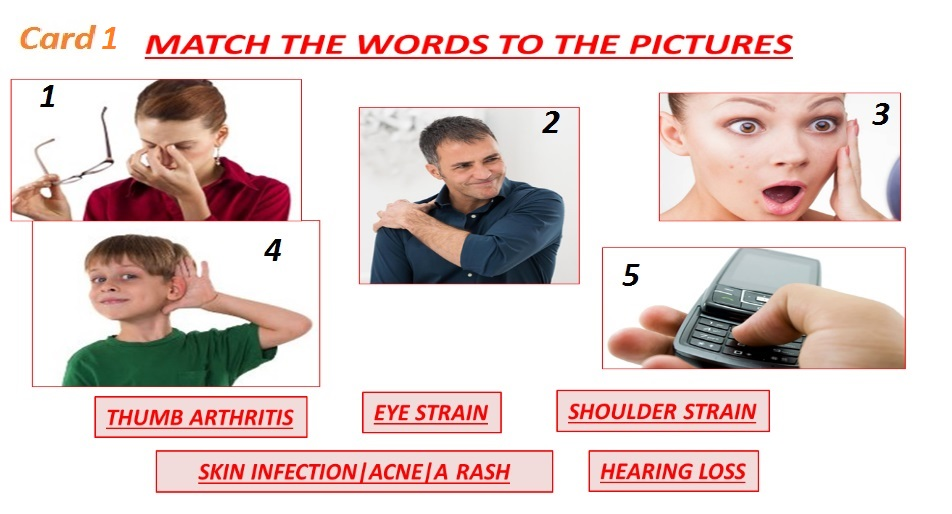 Card 1 MATCH THE WORDS TO THE PICTURES
1
2
3
4
5
THUMB ARTHRITIS
EYE STRAIN
SHOULDER STRAIN
SKIN INFECTION|ACNE|A RASH
HEARING LOSS